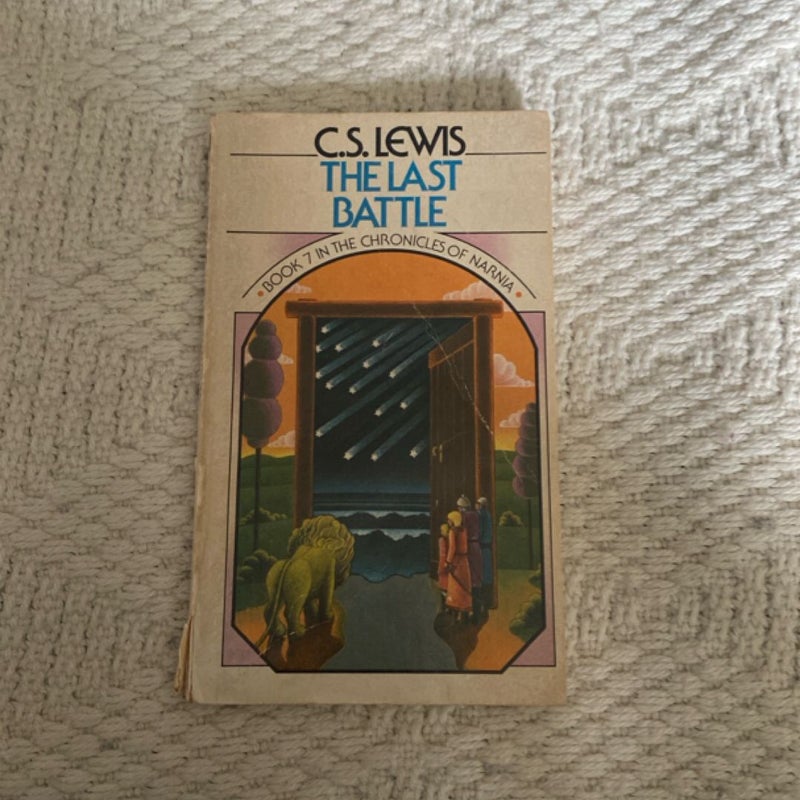 C.S. LEWIS
THE LAST
BATTLE
• BOOK 7 IN THE CHRONICLES OF NARNIA •